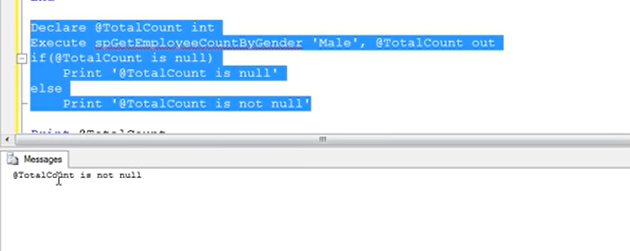 End
Declare @TotalCount int
Execute spGetEmployeeCountByGender 'Male', @TotalCount out
if(@TotalCount is null)
Print '@TotalCount is null'
else
Print '@TotalCount is not null'
Print @TotalCount
Messages
@TotalCount is not null